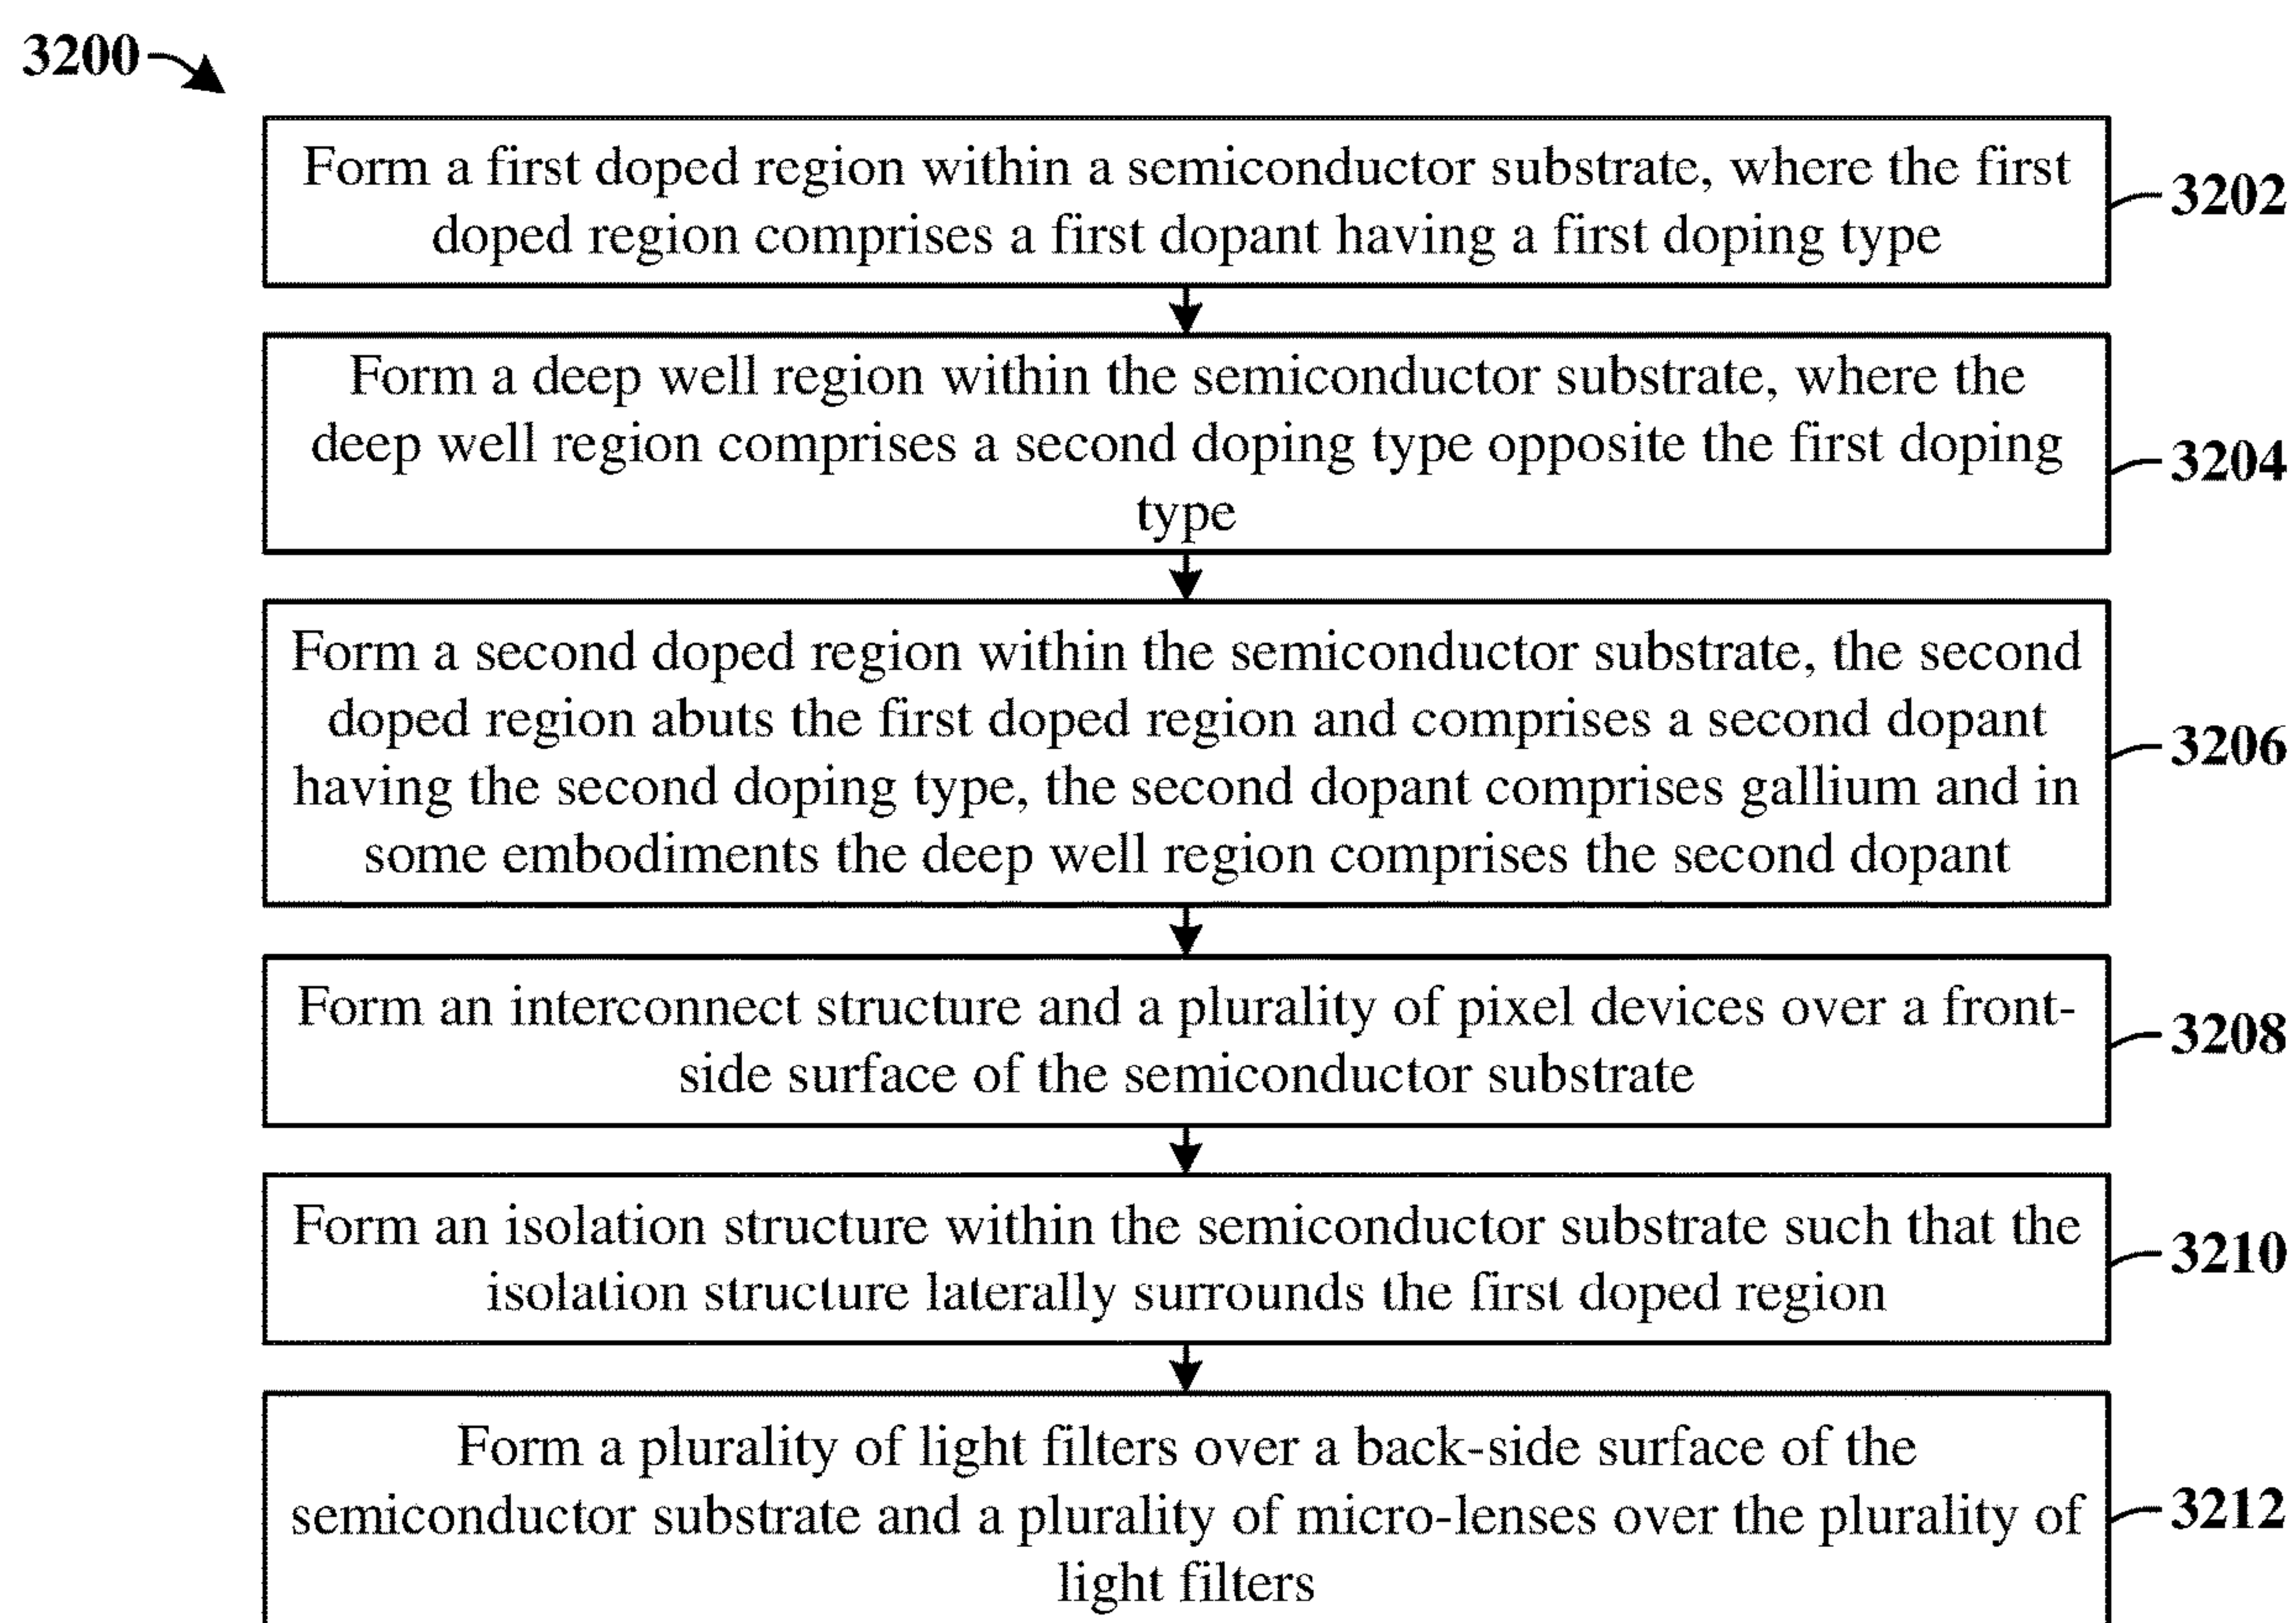 3200
Form a first doped region within a semiconductor substrate, where the first
doped region comprises a first dopant having a first doping type
3202
Form a deep well region within the semiconductor substrate, where the
deep well region comprises a second doping type opposite the first doping
type
3204
Form a second doped region within the semiconductor substrate, the second
doped region abuts the first doped region and comprises a second dopant
having the second doping type, the second dopant comprises gallium and in
some embodiments the deep well region comprises the second dopant
3206
Form an interconnect structure and a plurality of pixel devices over a front-
side surface of the semiconductor substrate
3208
Form an isolation structure within the semiconductor substrate such that the
isolation structure laterally surrounds the first doped region
3210
Form a plurality of light filters over a back-side surface of the
semiconductor substrate and a plurality of micro-lenses over the plurality of
light filters
3212